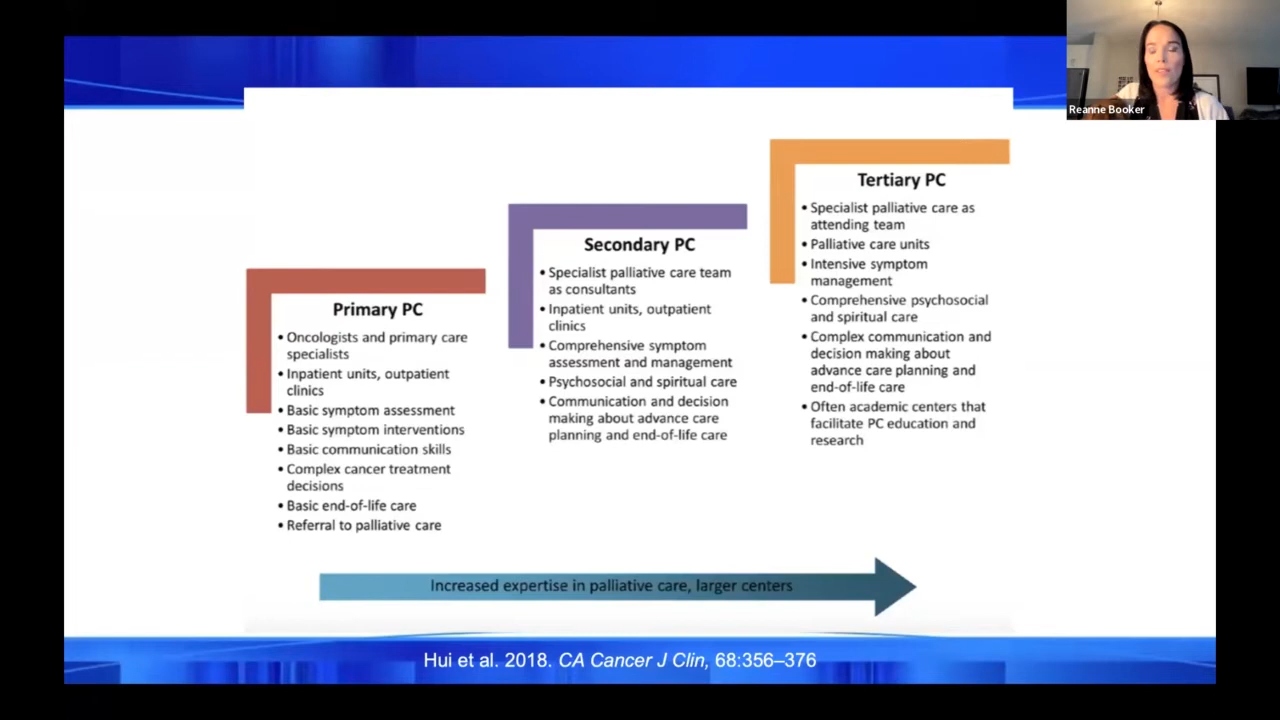 Reanne Booker
Primary PC
• Oncologists and primary care
specialists
• Inpatient units, outpatient
clinics
• Basic symptom assessment
• Basic symptom interventions
• Basic communication skills
• Complex cancer treatment
decisions
• Basic end-of-life care
• Referral to palliative care
Secondary PC
• Specialist palliative care team
as consultants
• Inpatient units, outpatient
clinics
• Comprehensive symptom
assessment and management
• Psychosocial and spiritual care
• Communication and decision
making about advance care
planning and end-of-life care
Tertiary PC
• Specialist palliative care as
attending team
• Palliative care units
• Intensive symptom
management
• Comprehensive psychosocial
and spiritual care
• Complex communication and
decision making about
advance care planning and
end-of-life care
• Often academic centers that
facilitate PC education and
research
Increased expertise in palliative care, larger centers
Hui et al. 2018. CA Cancer J Clin, 68:356–376